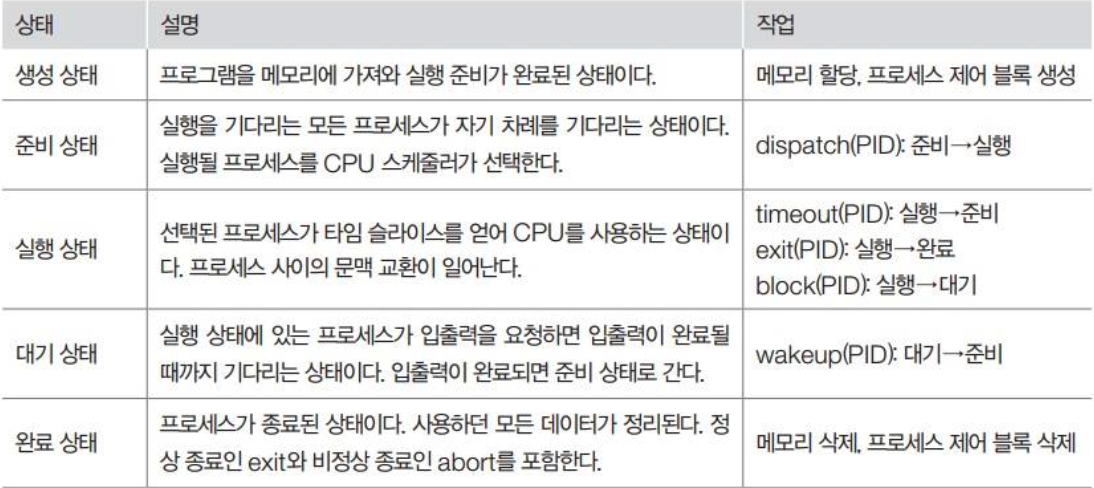 상태 설명 작업
생성 상태 프로그램을 메모리에 가져와 실행 준비가 완료된 상태이다. 메모리 할당, 프로세스 제어 블록 생성
준비 상태
실행을 기다리는 모든 프로세스가 자기 차례를 기다리는 상태이다.
실행될 프로세스를 CPU 스케줄러가 선택한다.
dispatch(PID): 준비→실행
실행 상태
선택된 프로세스가 타임 슬라이스를 얻어 CPU를 사용하는 상태이
다. 프로세스 사이의 문맥 교환이 일어난다.
timeout(PID): 실행→준비
exit(PID): 실행→완료
block(PID): 실행→대기
대기 상태
실행 상태에 있는 프로세스가 입출력을 요청하면 입출력이 완료될
때까지 기다리는 상태이다. 입출력이 완료되면 준비 상태로 간다.
wakeup(PID): 대기→준비
완료 상태
프로세스가 종료된 상태이다. 사용하던 모든 데이터가 정리된다. 정
상 종료인 exit와 비정상 종료인 abort를 포함한다.
메모리 삭제, 프로세스 제어 블록 삭제